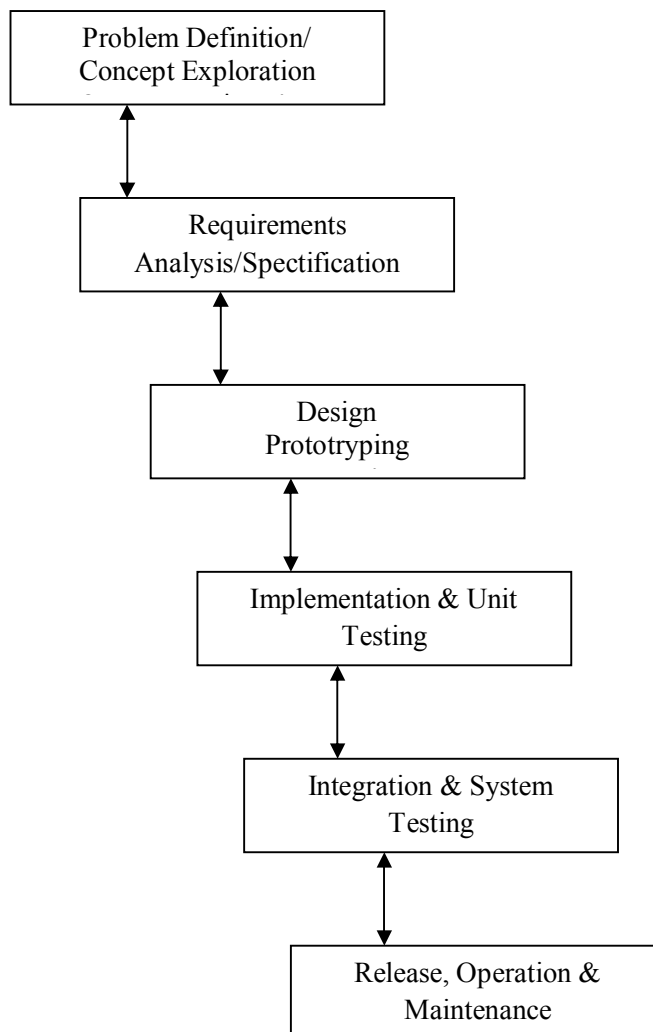 Problem Definition/
Concept Exploration
Requirements
Analysis/Spectification
Design
Prototryping
Implementation & Unit
Testing
Integration & System
Testing
Release, Operation &
Maintenance